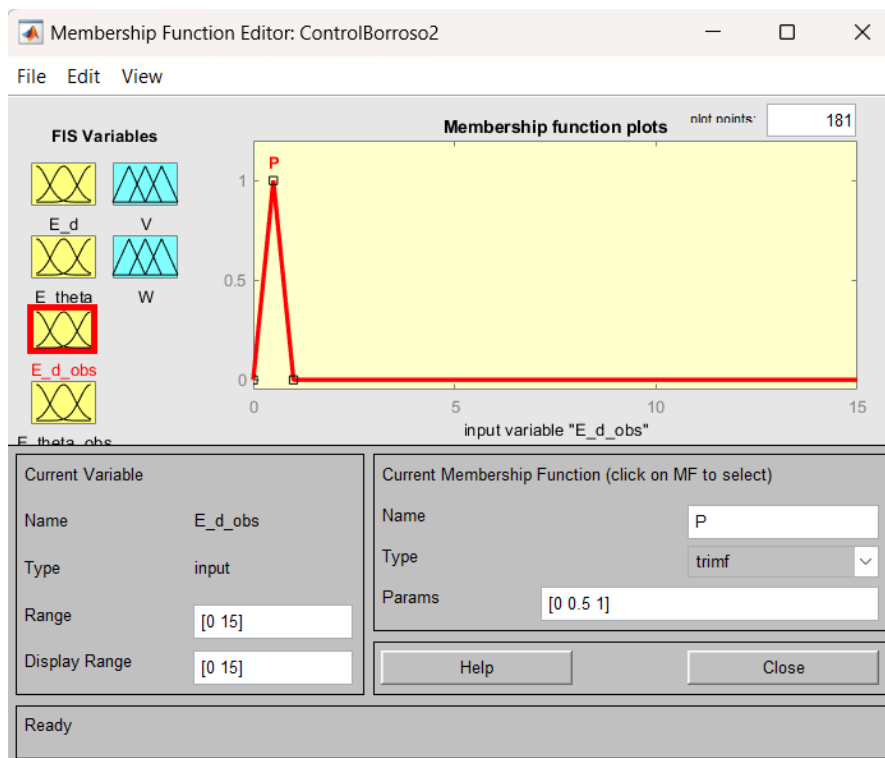 Membership Function Editor: ControlBorroso2
File Edit View
FIS Variables
E_d
V
E_theta
W
E_d_obs
E_theta_obs
Membership function plots
plot points:
181
P
1
0.5
0
0 5 10 15
input variable "E_d_obs"
Current Variable
Name E_d_obs
Type input
Range [0 15]
Display Range [0 15]
Current Membership Function (click on MF to select)
Name P
Type trimf
Params [0 0.5 1]
Help Close
Ready